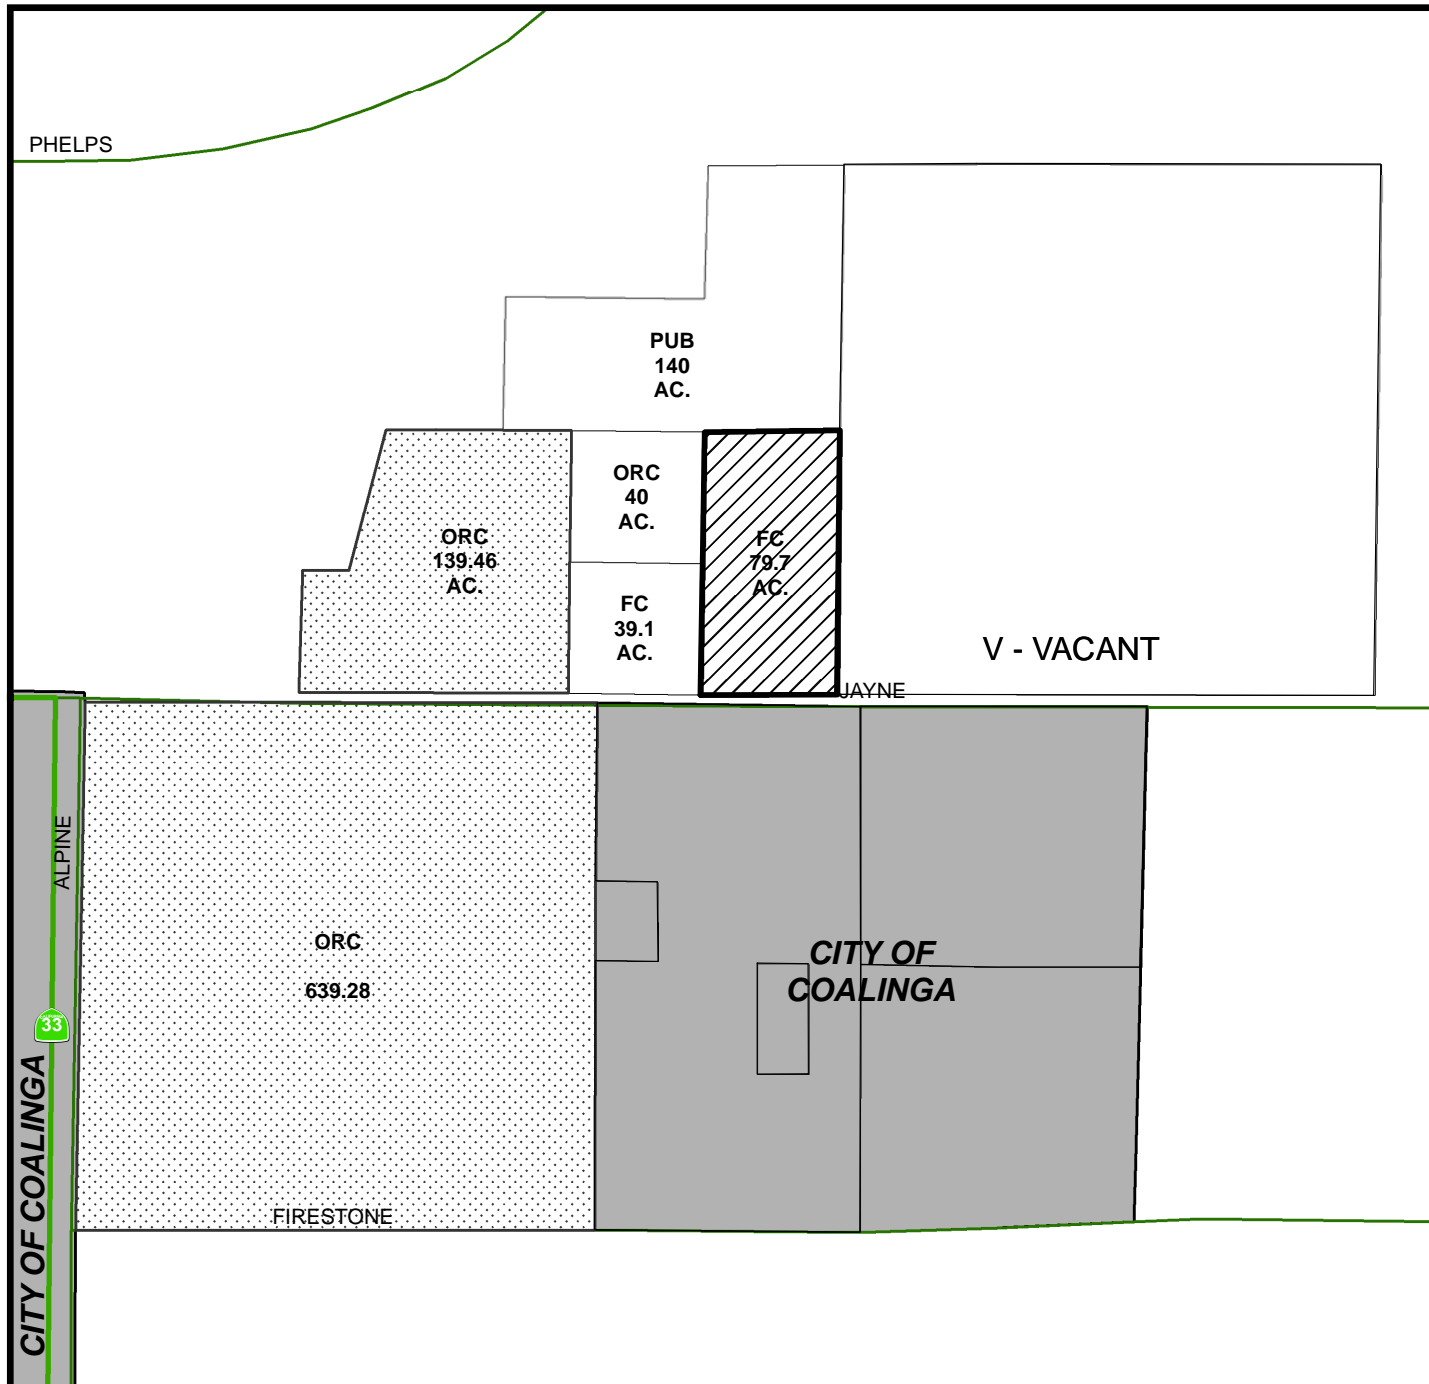 PHELPS
PUB
140
AC.
ORC
40
AC.
ORC
139.46
AC.
FC
79.7
AC.
FC
39.1
AC.
V - VACANT
JAYNE
ALPINE
ORC
639.28
CITY OF
COALINGA
33
CITY OF COALINGA
FIRESTONE